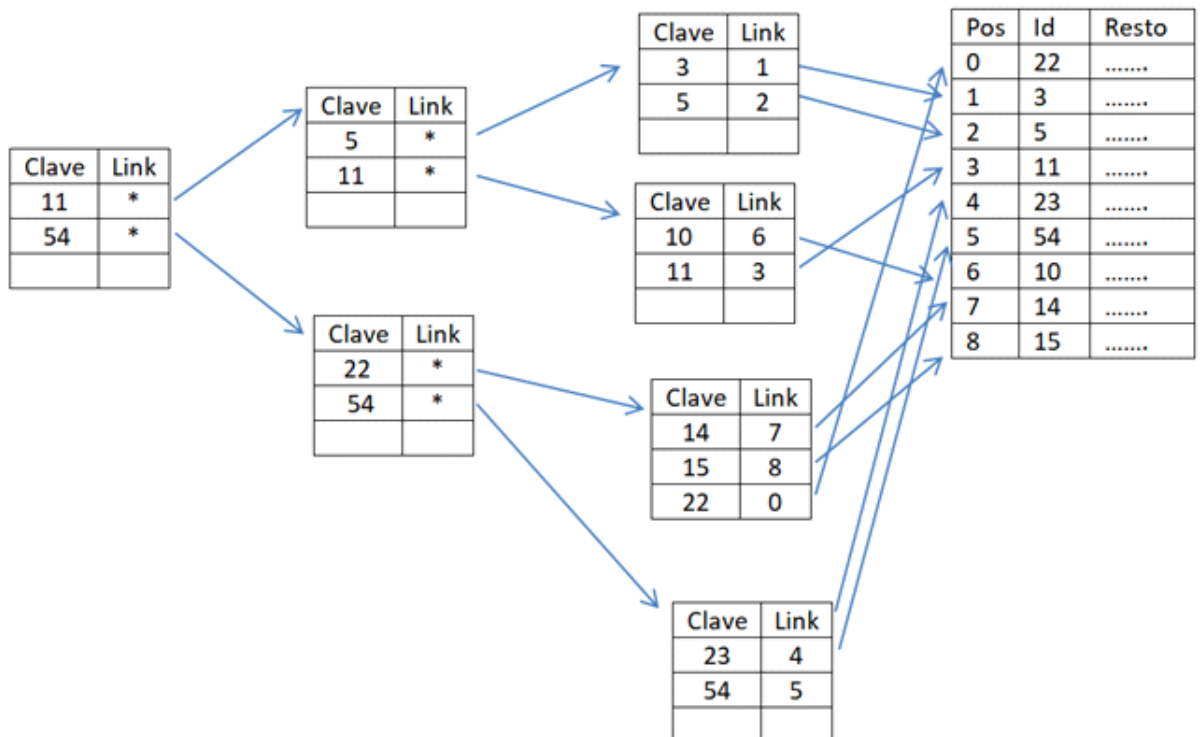 Clave Link
11 *
54 *
Clave Link
5 *
11 *
Clave Link
22 *
54 *
Clave Link
3 1
5 2
Clave Link
10 6
11 3
Clave Link
14 7
15 8
22 0
Clave Link
23 4
54 5
Pos Id Resto
0 22 .......
1 3 .......
2 5 .......
3 11 .......
4 23 .......
5 54 .......
6 10 .......
7 14 .......
8 15 .......